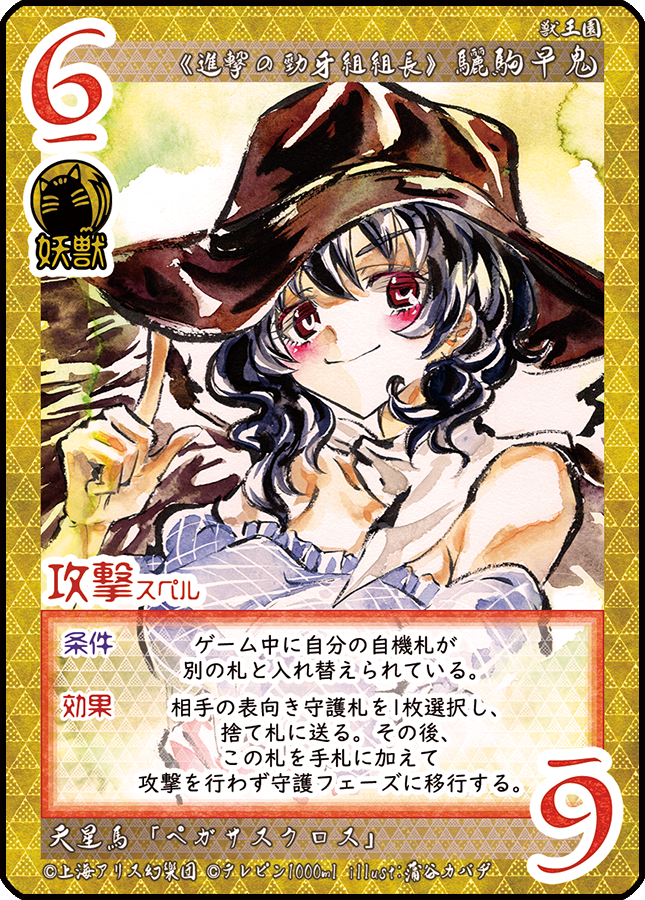 6
獣王園
《進撃の勁牙組組長》 驪駒早鬼
妖獣
攻撃スペル
条件
ゲーム中に自分の自機札が
別の札と入れ替えられている。
効果
相手の表向き守護札を1枚選択し、
捨て札に送る。その後、
この札を手札に加えて
攻撃を行わず守護フェーズに移行する。
6
天星馬「ペガサスクロス」
©上海アリス幻樂団 ©テレピン1000ml illust:蒲谷カバヂ